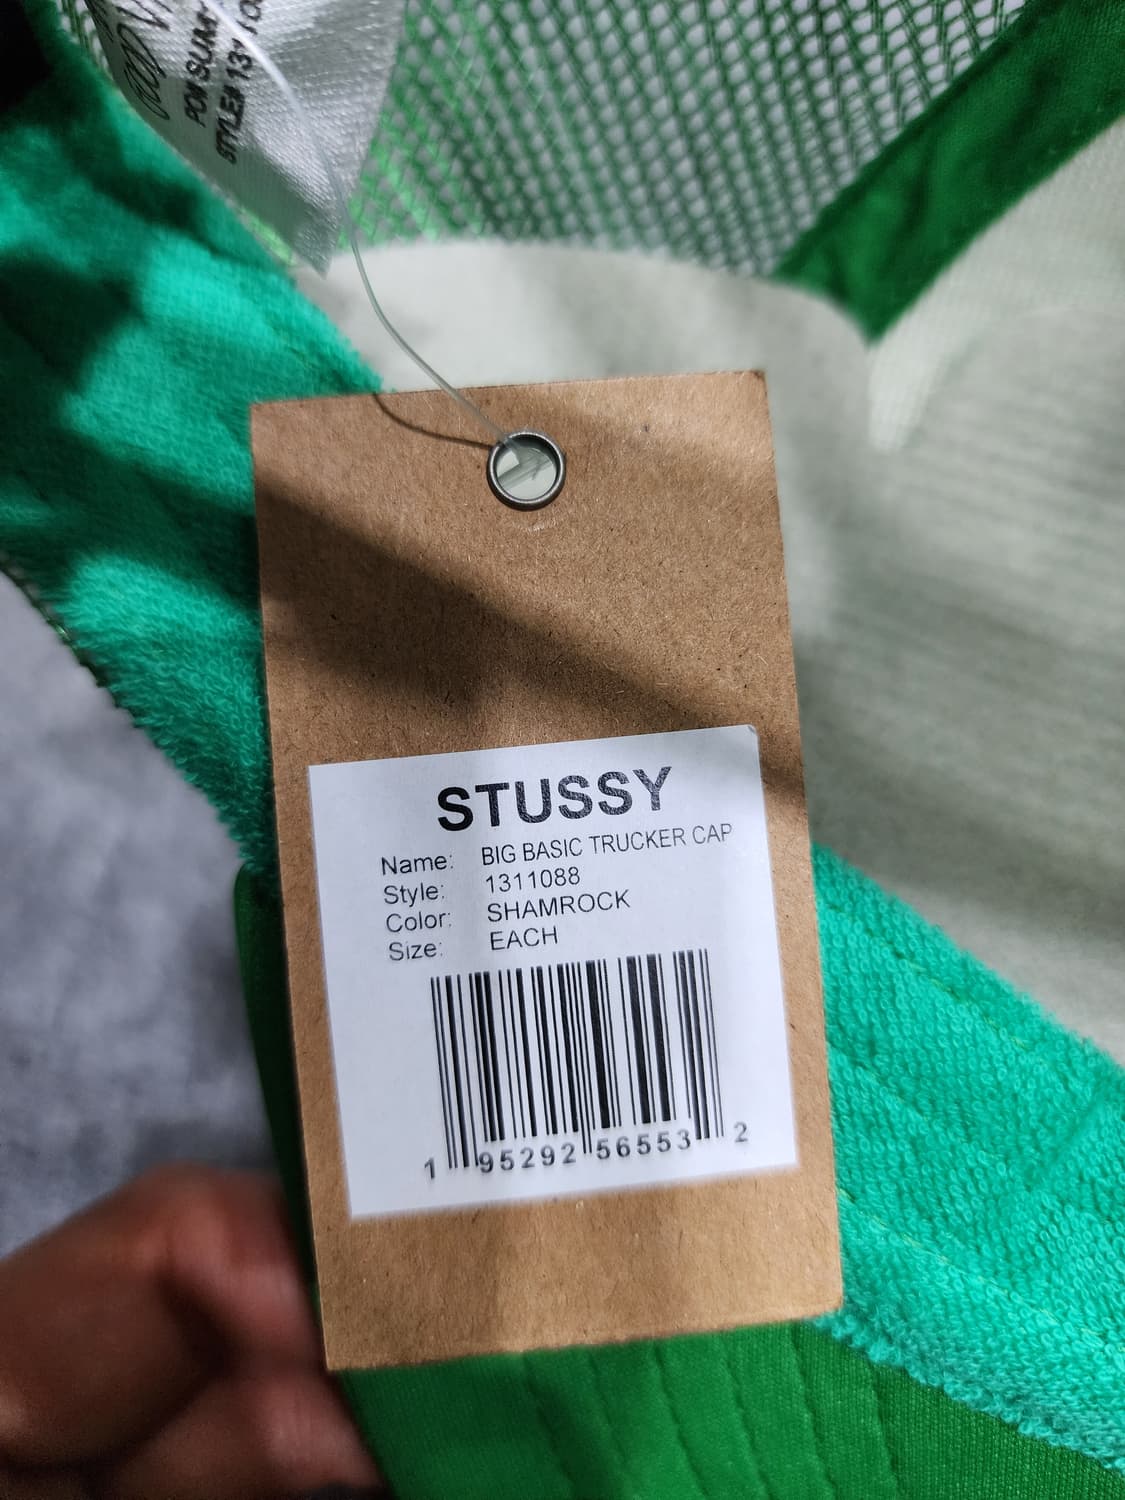 STUSSY
Name: BIG BASIC TRUCKER CAP
Style: 1311088
Color: SHAMROCK
Size: EACH
1 95292 56553 2